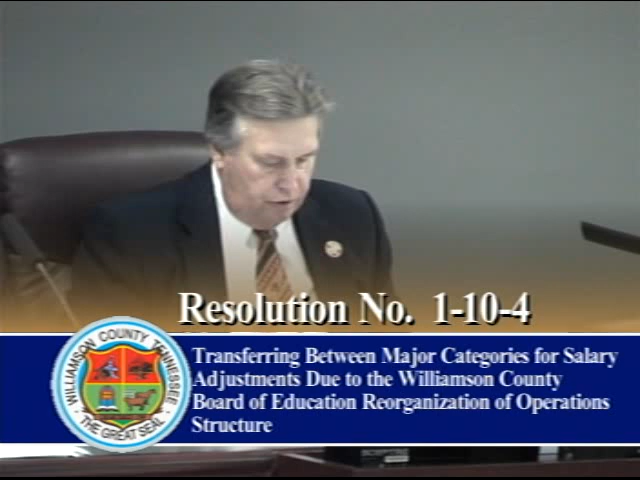 Resolution No. 1-10-4
Transferring Between Major Categories for Salary
Adjustments Due to the Williamson County
Board of Education Reorganization of Operations
Structure
WILLIAMSON COUNTY TENNESSEE
THE GREAT SEAL